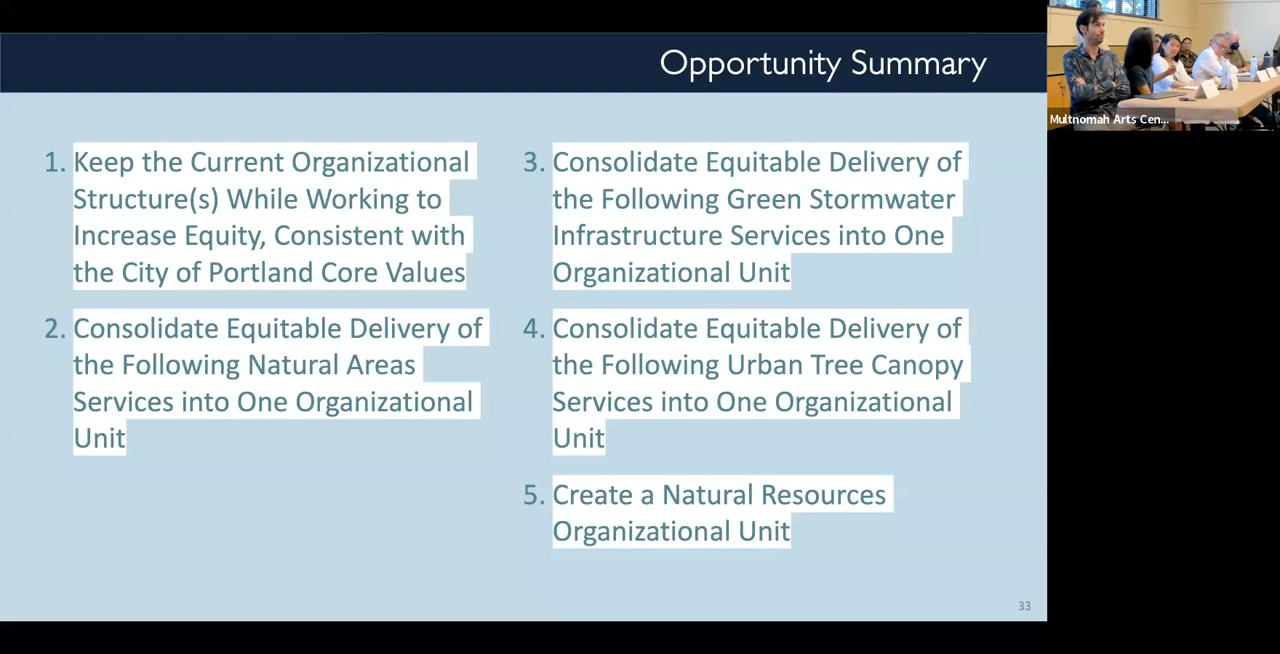 Opportunity Summary
1. Keep the Current Organizational
Structure(s) While Working to
Increase Equity, Consistent with
the City of Portland Core Values
2. Consolidate Equitable Delivery of
the Following Natural Areas
Services into One Organizational
Unit
3. Consolidate Equitable Delivery of
the Following Green Stormwater
Infrastructure Services into One
Organizational Unit
4. Consolidate Equitable Delivery of
the Following Urban Tree Canopy
Services into One Organizational
Unit
5. Create a Natural Resources
Organizational Unit
33
Multnomah Arts Cen...